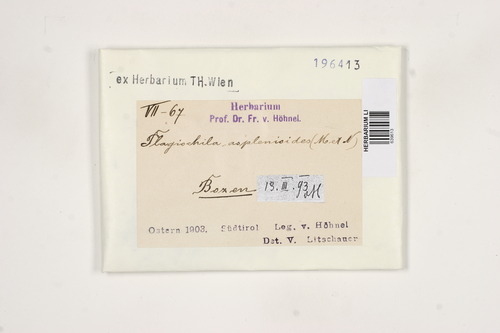 196413
ex Herbarium TH. Wien
VII-67
Herbarium
Prof. Dr. Fr. v. Höhnel.
Plagiochila asplenioides (M et N)
Bozen 19. III. 93
Ostern 1903. Südtirol Leg. v. Höhnel
Det. V. Litschauer
HERBARIUM LI